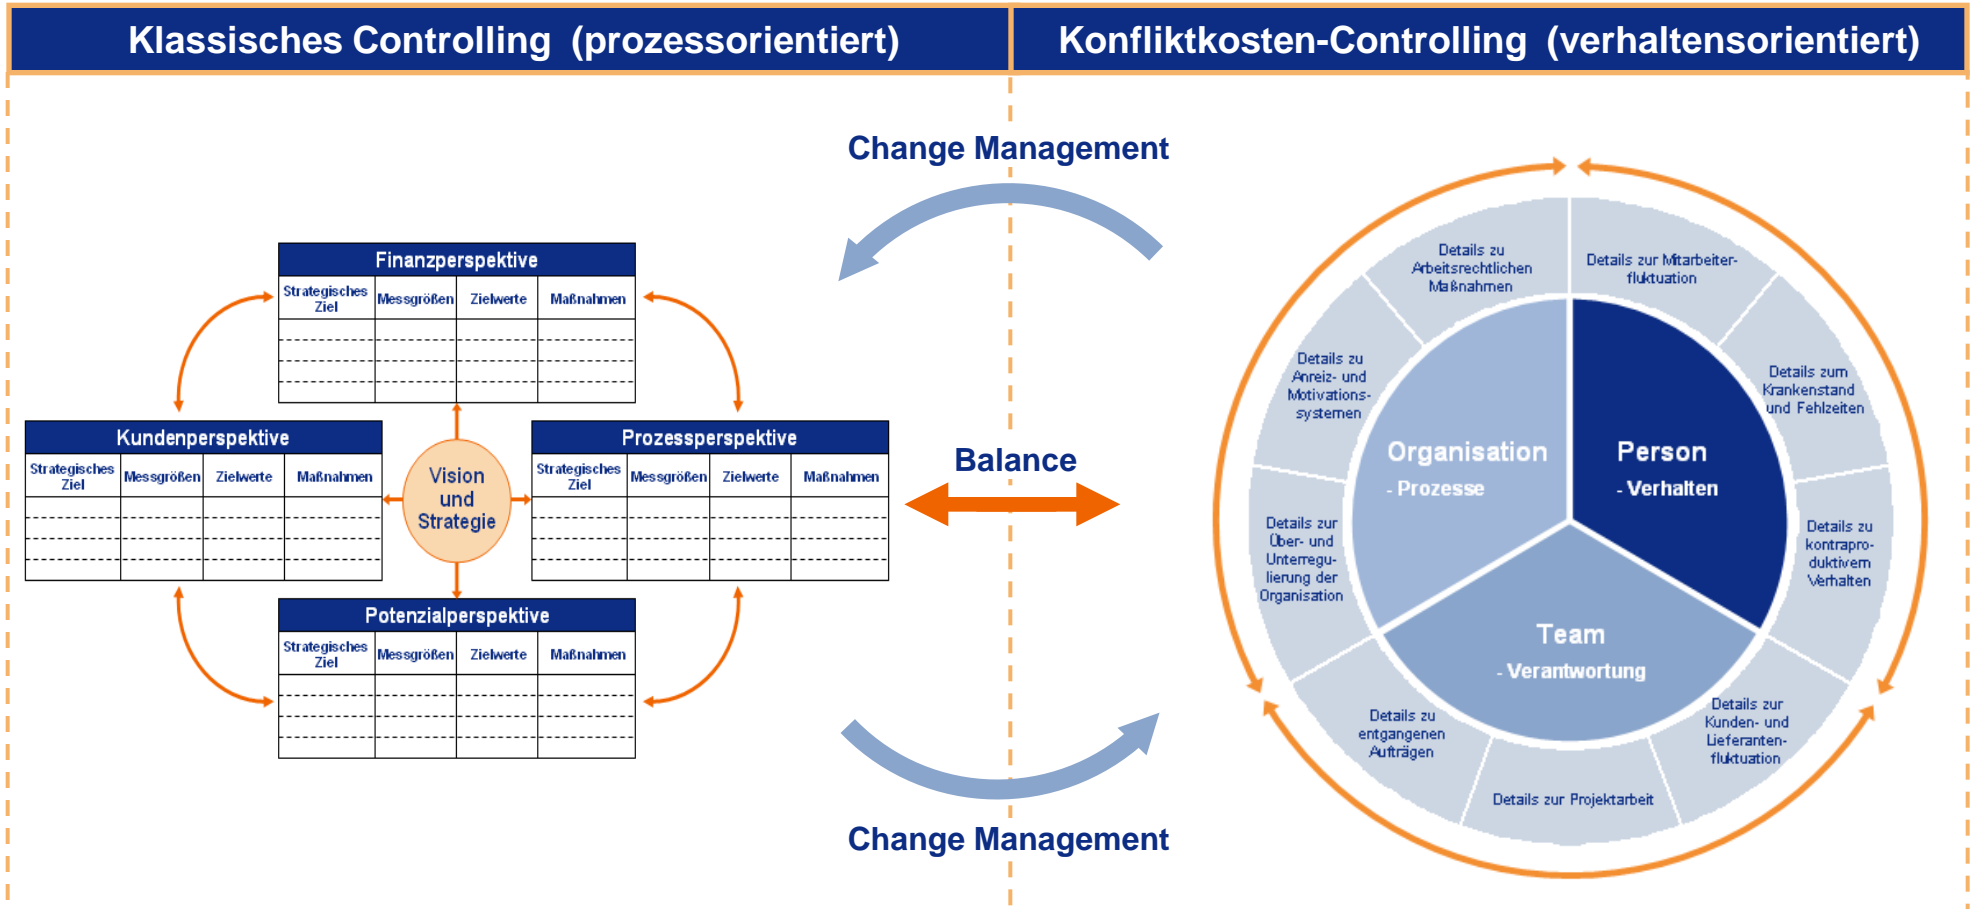 Klassisches Controlling (prozessorientiert)
Konfliktkosten-Controlling (verhaltensorientiert)
Change Management
Finanzperspektive
Strategisches
Ziel
Messgrößen
Zielwerte
Maßnahmen
Kundenperspektive
Strategisches
Ziel
Messgrößen
Zielwerte
Maßnahmen
Vision
und
Strategie
Prozessperspektive
Strategisches
Ziel
Messgrößen
Zielwerte
Maßnahmen
Potenzialperspektive
Strategisches
Ziel
Messgrößen
Zielwerte
Maßnahmen
Balance
Change Management
Details zu
Arbeitsrechtlichen
Maßnahmen
Details zur Mitarbeiter-
fluktuation
Details zu
Anreiz- und
Motivations-
systemen
Details zum
Krankenstand
und Fehlzeiten
Organisation
- Prozesse
Person
- Verhalten
Details zur
Über- und
Unterregu-
lierung der
Organisation
Details zu
kontrapro-
duktivem
Verhalten
Team
- Verantwortung
Details zu
entgangenen
Aufträgen
Details zur Projektarbeit
Details zur
Kunden- und
Lieferanten-
fluktuation